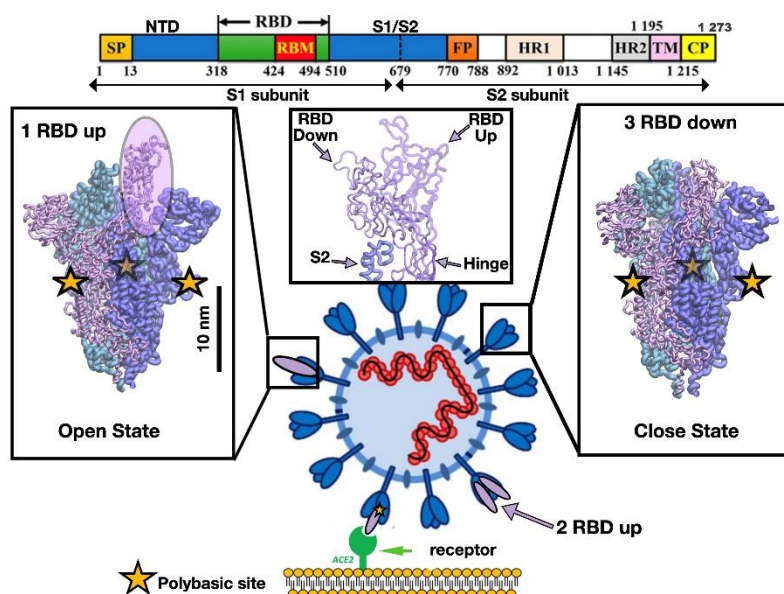 NTD
RBD
S1/S2
1 195
1 273
SP
RBM
FP
HR1
HR2
TM
CP
1
13
318
424
494
510
679
770
788
892
1 013
1 145
1 215
S1 subunit
S2 subunit
1 RBD up
10 nm
Open State
RBD
Down
RBD
Up
S2
Hinge
3 RBD down
Close State
2 RBD up
ACE2
receptor
Polybasic site